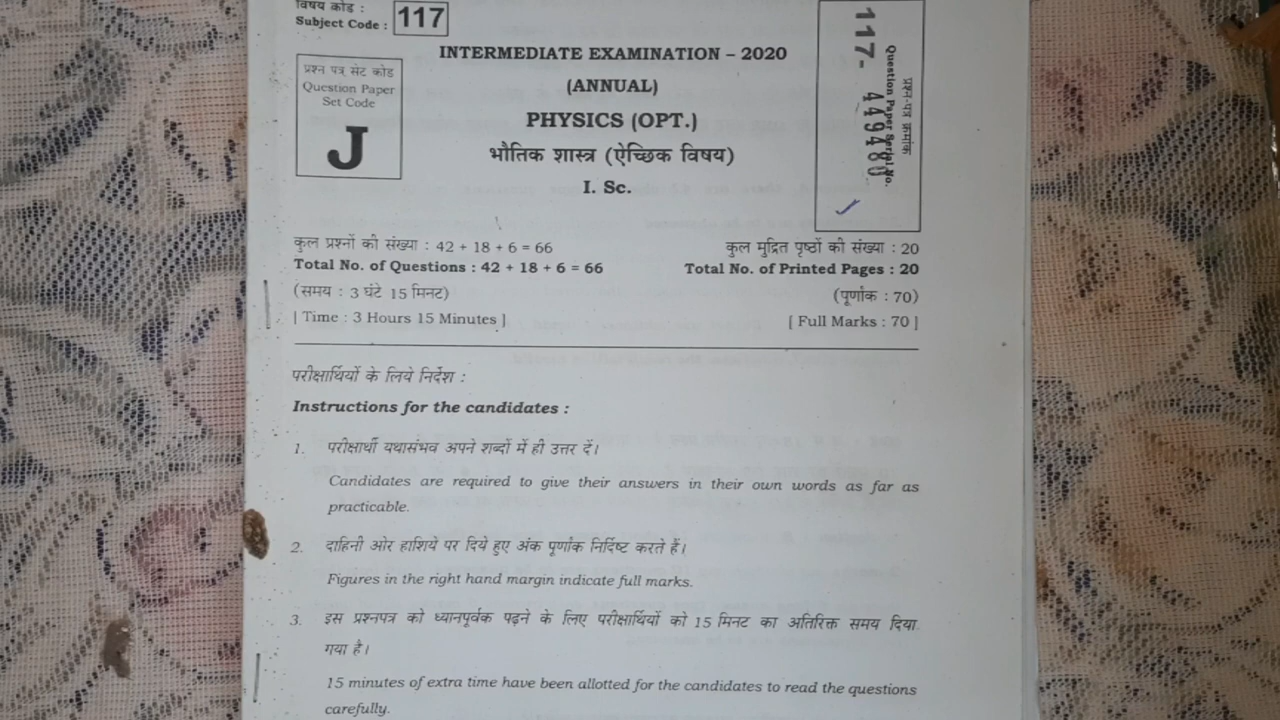 विषय कोड :
Subject Code :
117
प्रश्न पत्र सेट कोड
Question Paper
Set Code
J
INTERMEDIATE EXAMINATION – 2020
(ANNUAL)
PHYSICS (OPT.)
भौतिक शास्त्र (ऐच्छिक विषय)
I. Sc.
प्रश्न-पत्र क्रमांक
Question Paper Serial No.
117- 449480
कुल प्रश्नों की संख्या : 42 + 18 + 6 = 66
Total No. of Questions : 42 + 18 + 6 = 66
(समय : 3 घंटे 15 मिनट)
[ Time : 3 Hours 15 Minutes ]
कुल मुद्रित पृष्ठों की संख्या : 20
Total No. of Printed Pages : 20
(पूर्णांक : 70)
[ Full Marks : 70 ]
परीक्षार्थियों के लिये निर्देश :
Instructions for the candidates :
1. परीक्षार्थी यथासंभव अपने शब्दों में ही उत्तर दें।
Candidates are required to give their answers in their own words as far as
practicable.
2. दाहिनी ओर हाशिये पर दिये हुए अंक पूर्णांक निर्दिष्ट करते हैं।
Figures in the right hand margin indicate full marks.
3. इस प्रश्नपत्र को ध्यानपूर्वक पढ़ने के लिए परीक्षार्थियों को 15 मिनट का अतिरिक्त समय दिया
गया है।
15 minutes of extra time have been allotted for the candidates to read the questions
carefully.